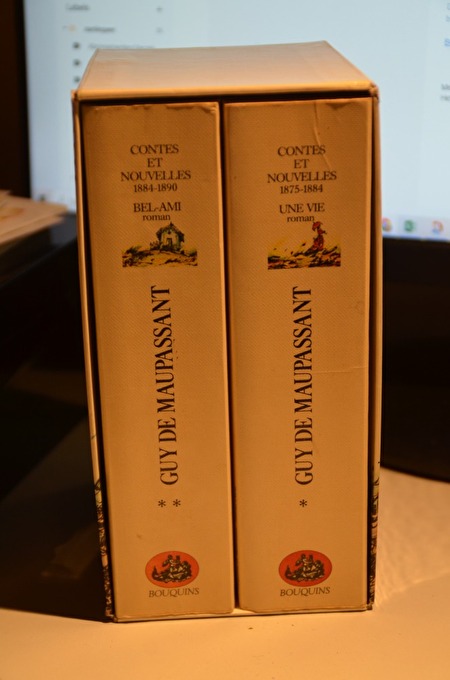 CONTES
ET
NOUVELLES
1884-1890
BEL-AMI
roman
GUY DE MAUPASSANT
* *
BOUQUINS
CONTES
ET
NOUVELLES
1875-1884
UNE VIE
roman
GUY DE MAUPASSANT
*
BOUQUINS
Labels